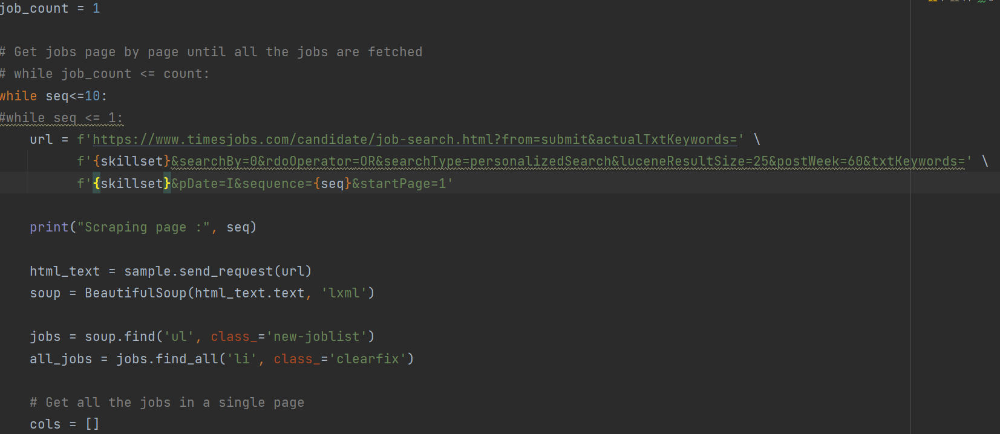 job_count = 1
# Get jobs page by page until all the jobs are fetched
# while job_count <= count:
while seq<=10:
#while seq <= 1:
url = f'https://www.timesjobs.com/candidate/job-search.html?from=submit&actualTxtKeywords=' \
f'{skillset}&searchBy=0&rdoOperator=OR&searchType=personalizedSearch&luceneResultSize=25&postWeek=60&txtKeywords=' \
f'{skillset}&pDate=I&sequence={seq}&startPage=1'
print("Scraping page :", seq)
html_text = sample.send_request(url)
soup = BeautifulSoup(html_text.text, 'lxml')
jobs = soup.find('ul', class_='new-joblist')
all_jobs = jobs.find_all('li', class_='clearfix')
# Get all the jobs in a single page
cols = []